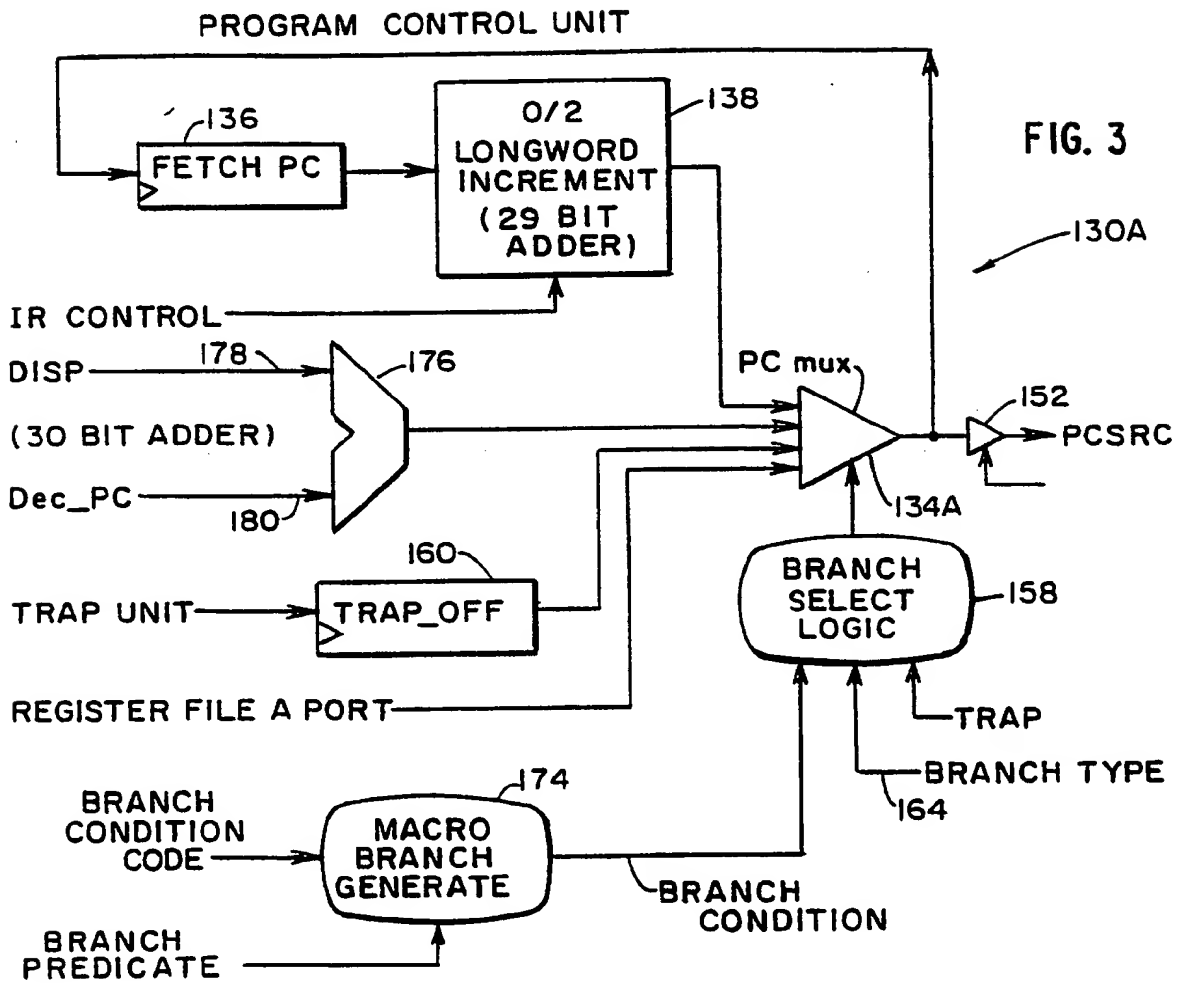 PROGRAM CONTROL UNIT
136
FETCH PC
0/2
LONGWORD
INCREMENT
(29 BIT
ADDER)
138
FIG. 3
130A
IR CONTROL
DISP
178
176
(30 BIT ADDER)
Dec_PC
180
PC mux
134A
152
PCSRC
160
TRAP UNIT
TRAP_OFF
BRANCH
SELECT
LOGIC
158
REGISTER FILE A PORT
TRAP
BRANCH TYPE
164
BRANCH
CONDITION
CODE
174
MACRO
BRANCH
GENERATE
BRANCH
CONDITION
BRANCH
PREDICATE